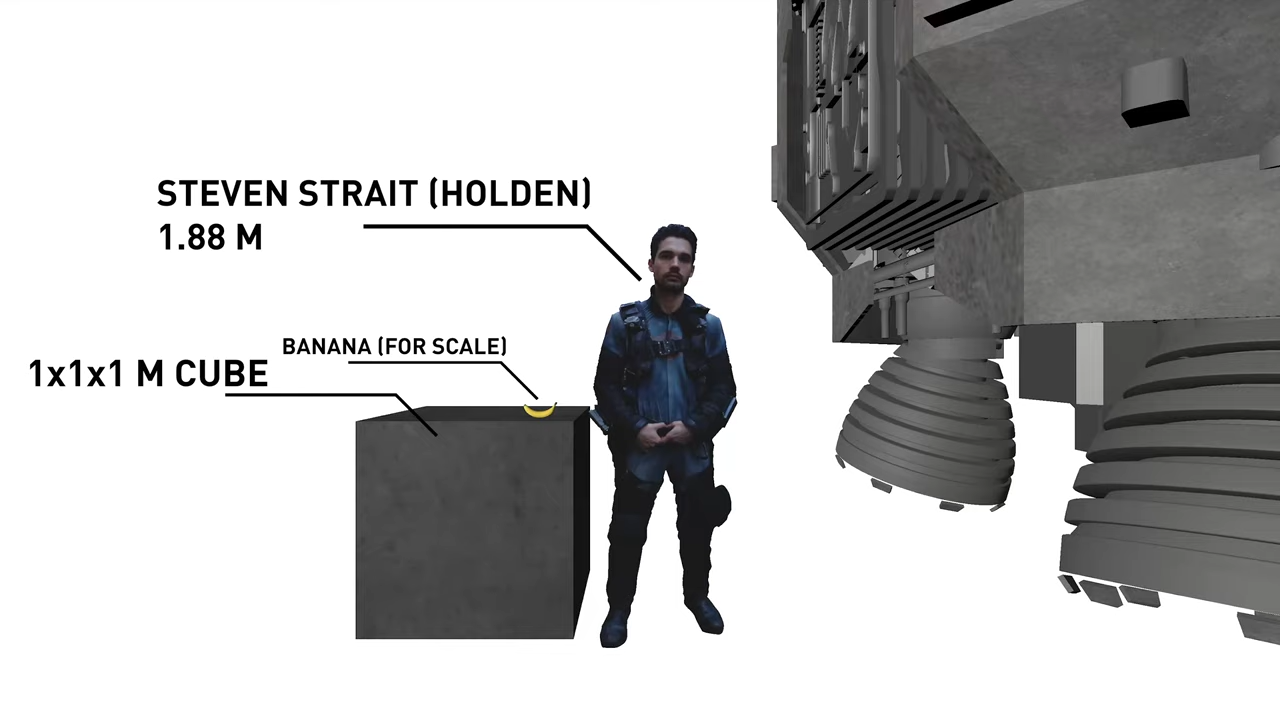 STEVEN STRAIT (HOLDEN)
1.88 M
BANANA (FOR SCALE)
1x1x1 M CUBE